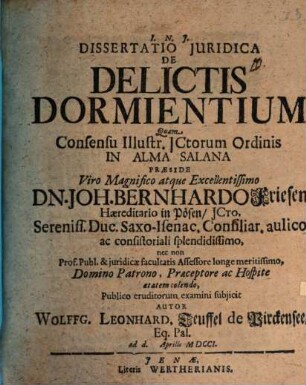 I. N. J.
DISSERTATIO JURIDICA
DE
DELICTIS
DORMIENTIUM
Quam
Consensu Illustr. JCtorum Ordinis
IN ALMA SALANA
PRÆSIDE
Viro Magnifico atque Excellentissimo
DN. JOH. BERNHARDO Friesen
Hæreditario in Pösen/ JCto,
Sereniss. Duc. Saxo-Isenac. Consiliar. aulico,
ac consistoriali splendidissimo,
nec non
Prof. Publ. & juridicæ facultatis Assessore longe meritissimo,
Domino Patrono, Præceptore ac Hospite
ætatem colendo,
Publico eruditorum examini subjicit
AUTOR
WOLFFG. LEONHARD. Teuffel de Pirckensee,
Eq. Pal.
ad d. Aprilis MDCCI.
JENÆ,
Literis WERTHERIANIS.